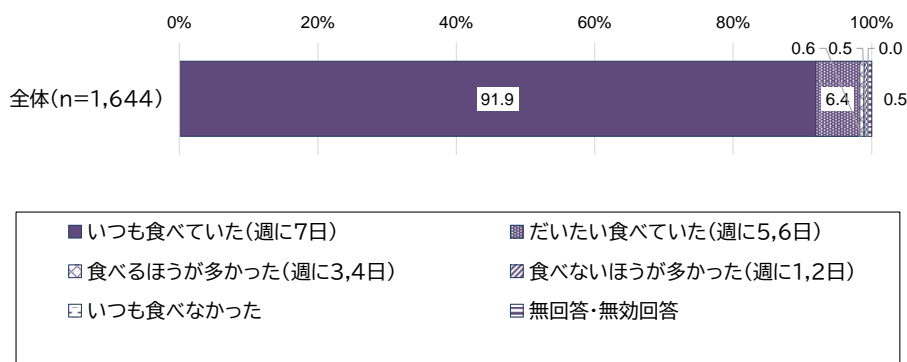 0% 20% 40% 60% 80% 100%
0.6 0.5 0.0
全体(n=1,644) 91.9 6.4 0.5
いつも食べていた(週に7日) だいたい食べていた(週に5,6日)
食べるほうが多かった(週に3,4日) 食べないほうが多かった(週に1,2日)
いつも食べなかった 無回答・無効回答